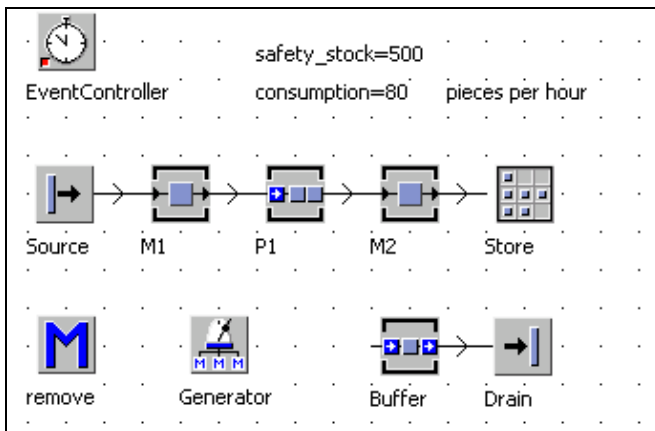 safety_stock=500
EventController consumption=80 pieces per hour
Source M1 P1 M2 Store
M
M M M
remove Generator Buffer Drain